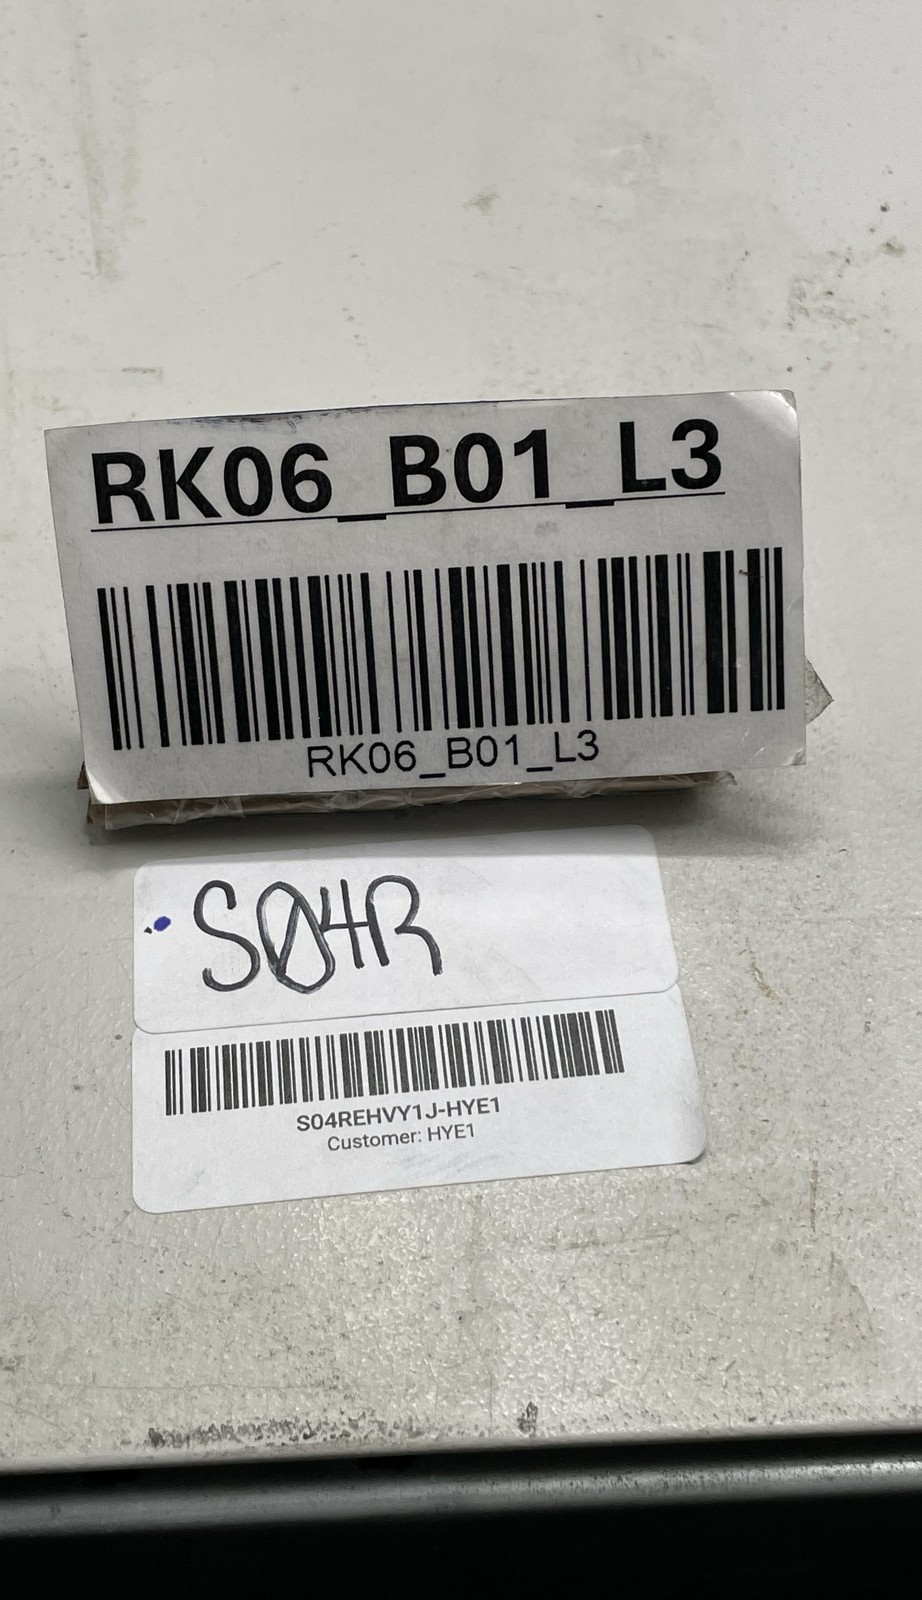 RK06_B01_L3
RK06_B01_L3
S04R
S04REHVY1J-HYE1
Customer: HYE1